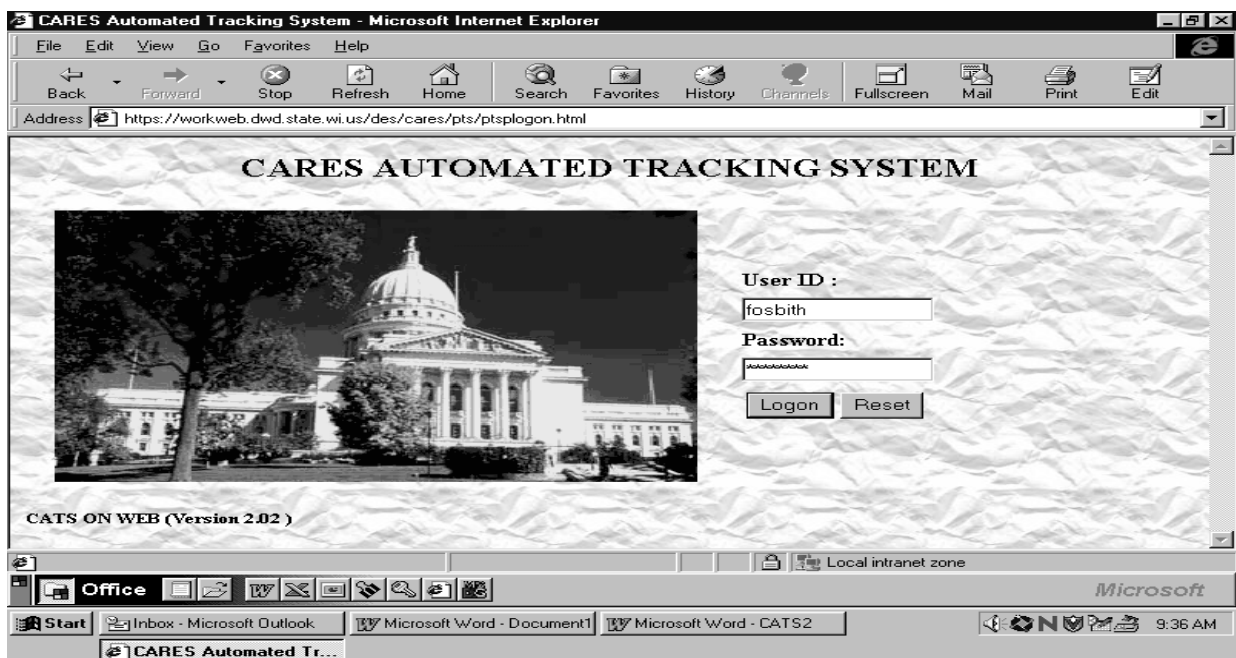 CARES Automated Tracking System - Microsoft Internet Explorer
File Edit View Go Favorites Help
Back Forward Stop Refresh Home Search Favorites History Channels Fullscreen Mail Print Edit
Address https://workweb.dwd.state.wi.us/des/cares/pts/ptsplogon.html
CARES AUTOMATED TRACKING SYSTEM
User ID :
fosbith
Password:
**********
Logon Reset
CATS ON WEB (Version 2.02 )
Local intranet zone
Office Microsoft
Start Inbox - Microsoft Outlook Microsoft Word - Document1 Microsoft Word - CATS2 9:36 AM
CARES Automated Tr...